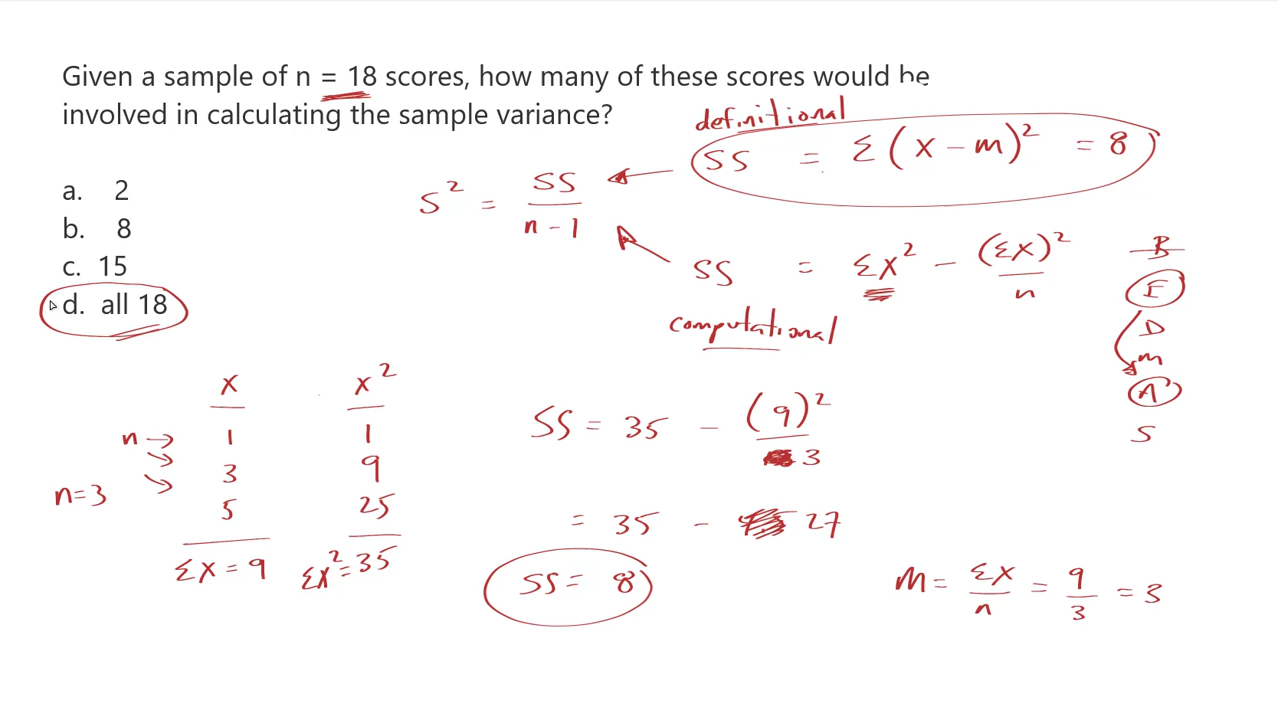 Given a sample of n = 18 scores, how many of these scores would be
involved in calculating the sample variance?
definitional
SS = Σ(x - m)² = 8
a. 2
b. 8
c. 15
d. all 18
s² = SS / n - 1
SS = Σx² - (Σx)² / n
computational
B
E
D
m
A
S
x x²
n → 1 1
3 9
n=3 5 25
Σx = 9 Σx² = 35
SS = 35 - (9)² / 3
= 35 - 27
SS = 8
M = Σx / n = 9 / 3 = 3